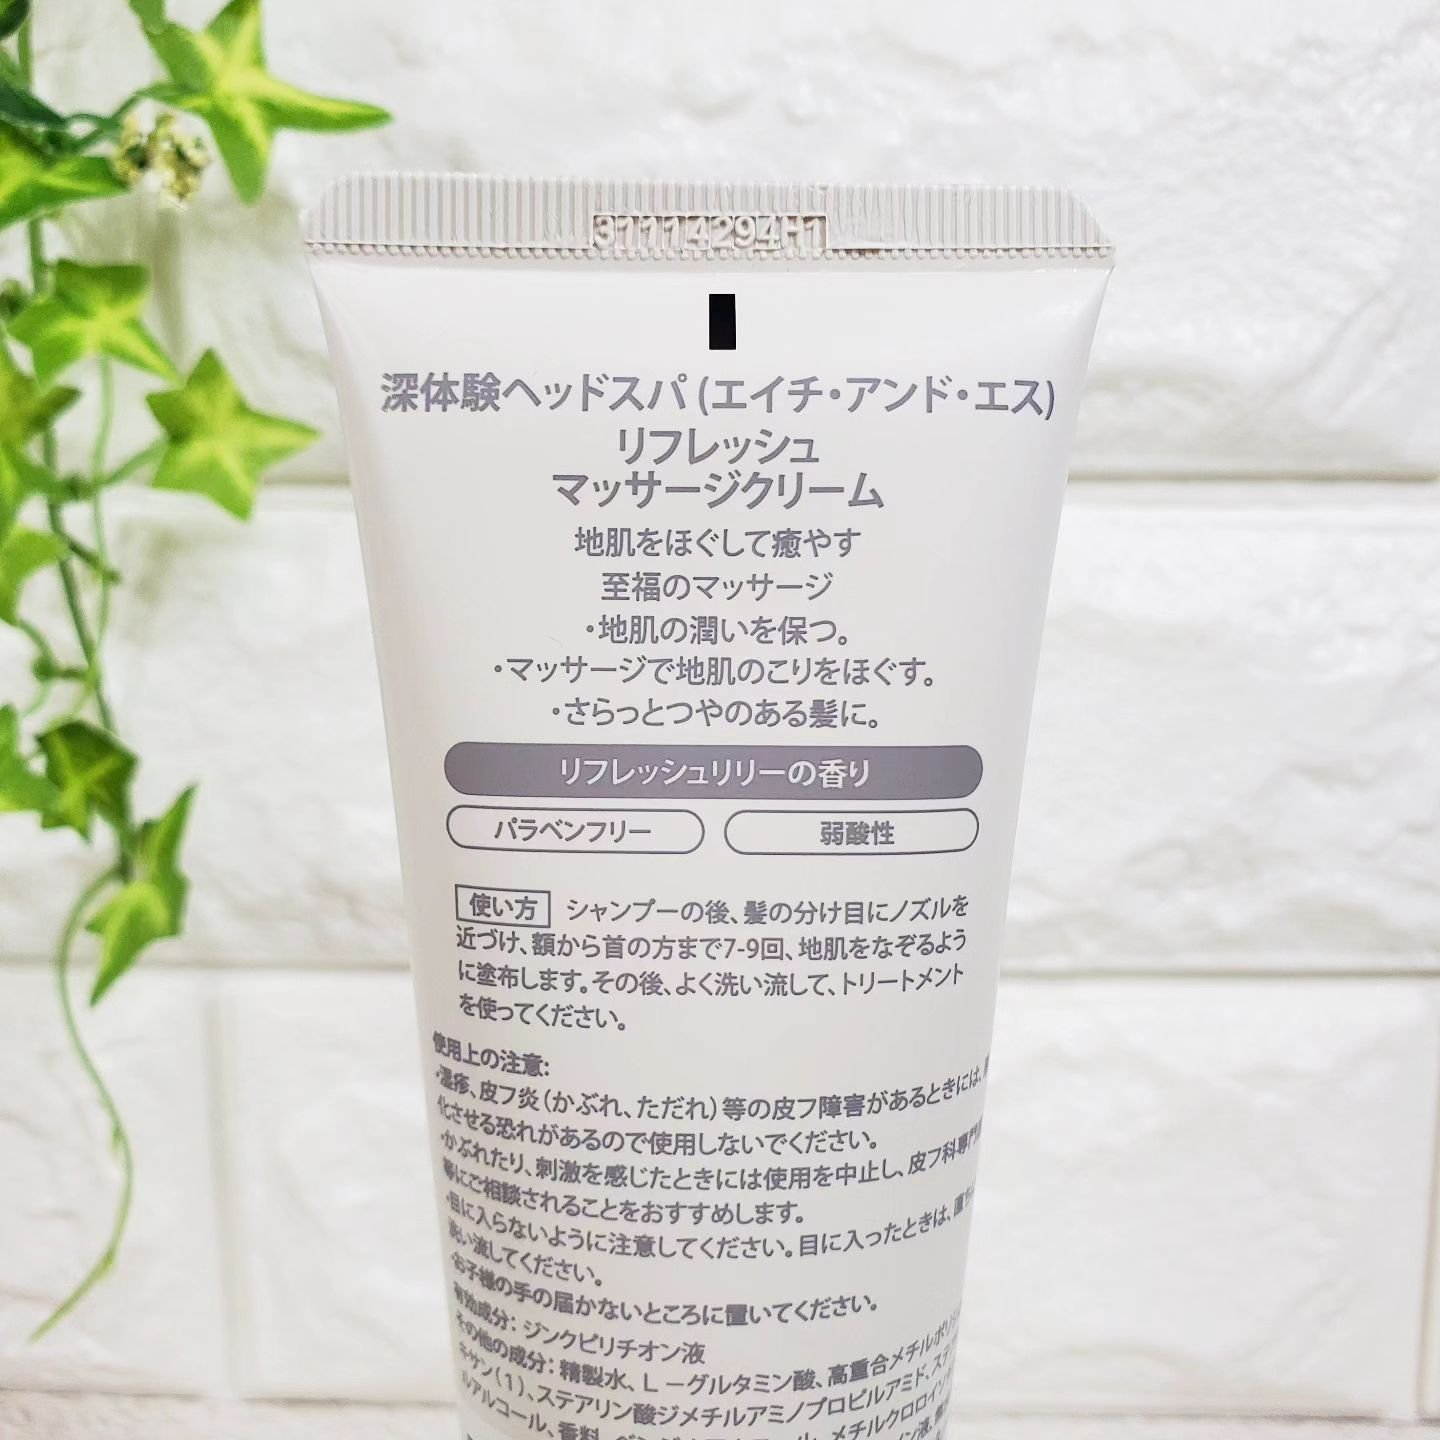 31114294H1
深体験ヘッドスパ (エイチ・アンド・エス)
リフレッシュ
マッサージクリーム
地肌をほぐして癒やす
至福のマッサージ
・地肌の潤いを保つ。
・マッサージで地肌のこりをほぐす。
・さらっとつやのある髪に。
リフレッシュリリーの香り
パラベンフリー
弱酸性
使い方 シャンプーの後、髪の分け目にノズルを
近づけ、額から首の方まで7-9回、地肌をなぞるよう
に塗布します。その後、よく洗い流して、トリートメント
を使ってください。
使用上の注意:
・湿疹、皮フ炎(かぶれ、ただれ)等の皮フ障害があるときには、
化させる恐れがあるので使用しないでください。
・かぶれたり、刺激を感じたときには使用を中止し、皮フ科専門
等にご相談されることをおすすめします。
・目に入らないように注意してください。目に入ったときは、直ち
洗い流してください。
・お子様の手の届かないところに置いてください。
有効成分: ジンクピリチオン液
その他の成分: 精製水、L－グルタミン酸、高重合メチルポリシ
キサン(1)、ステアリン酸ジメチルアミノプロピルアミド、ステ
ルアルコール、香料、
メチルクロロイソ